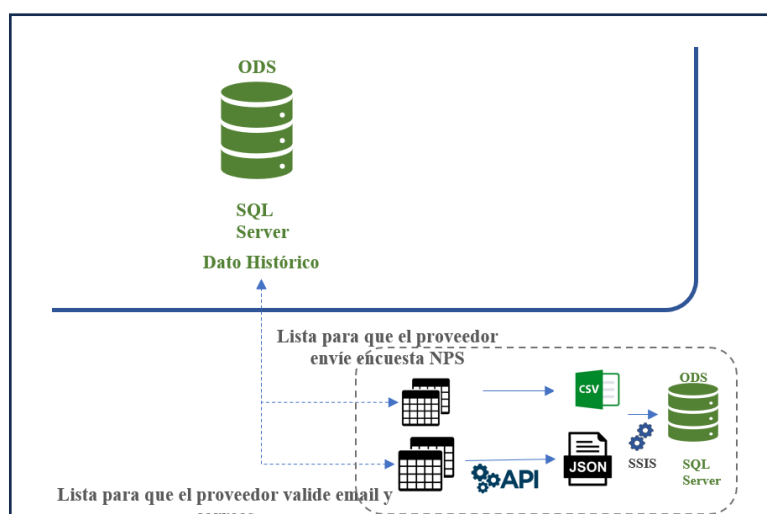 ODS
SQL
Server
Dato Histórico
Lista para que el proveedor
envíe encuesta NPS
ODS
CSV
API
JSON
SSIS
SQL
Server
Lista para que el proveedor valide email y